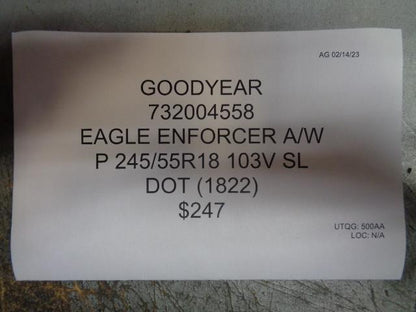 AG 02/14/23
GOODYEAR
732004558
EAGLE ENFORCER A/W
P 245/55R18 103V SL
DOT (1822)
$247
UTQG: 500AA
LOC: N/A